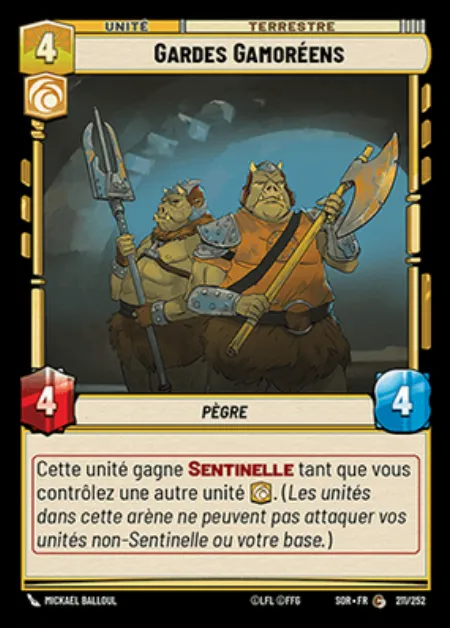 UNITÉ
TERRESTRE
4
GARDES GAMORÉENS
4
4
PÈGRE
Cette unité gagne SENTINELLE tant que vous
contrôlez une autre unité . (Les unités
dans cette arène ne peuvent pas attaquer vos
unités non-Sentinelle ou votre base.)
MICKAEL BALLOUL
©LFL ©FFG
SOR • FR
C
211/252